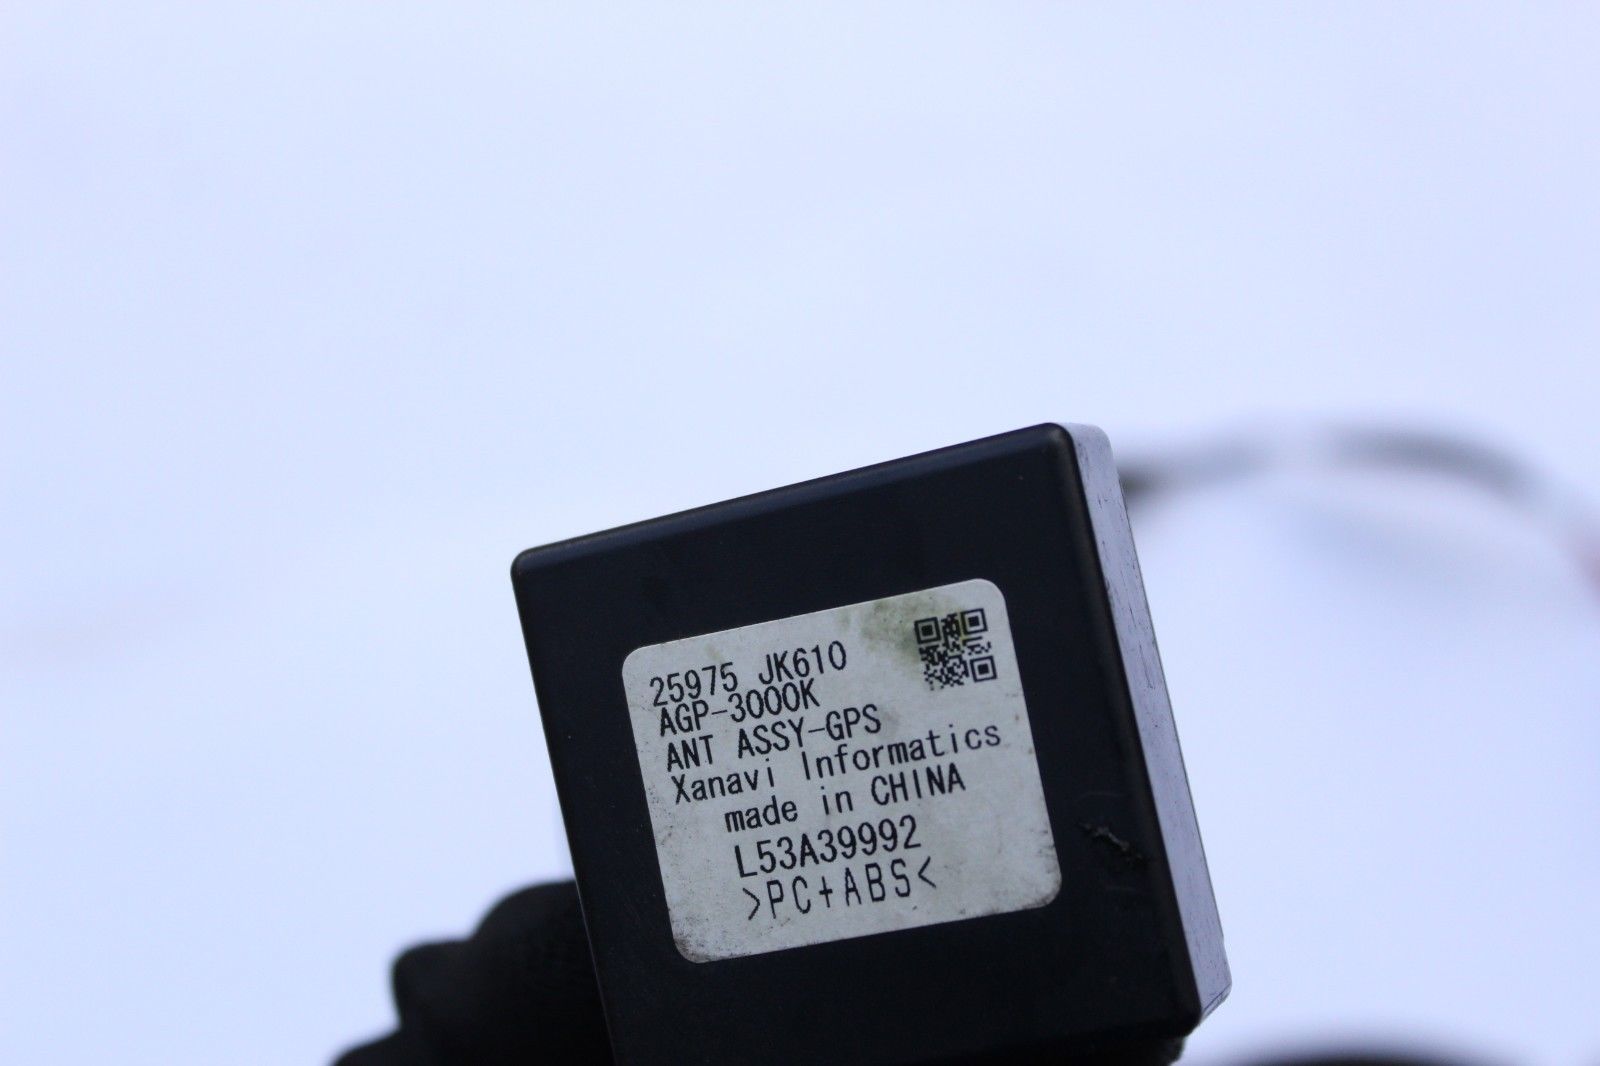 25975 JK610
AGP-3000K
ANT ASSY-GPS
Xanavi Informatics
made in CHINA
L53A39992
>PC+ABS<